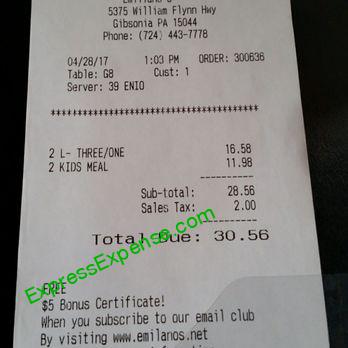 5375 William Flynn Hwy
Gibsonia PA 15044
Phone: (724) 443-7778
04/28/17 1:03 PM ORDER: 300636
Table: G8 Cust: 1
Server: 39 ENIO
****************************************
2 L- THREE/ONE 16.58
2 KIDS MEAL 11.98
----------
Sub-total: 28.56
Sales Tax: 2.00
----------
Total Due: 30.56
ExpressExpense.com
FREE
$5 Bonus Certificate!
When you subscribe to our email club
By visiting www.emilanos.net